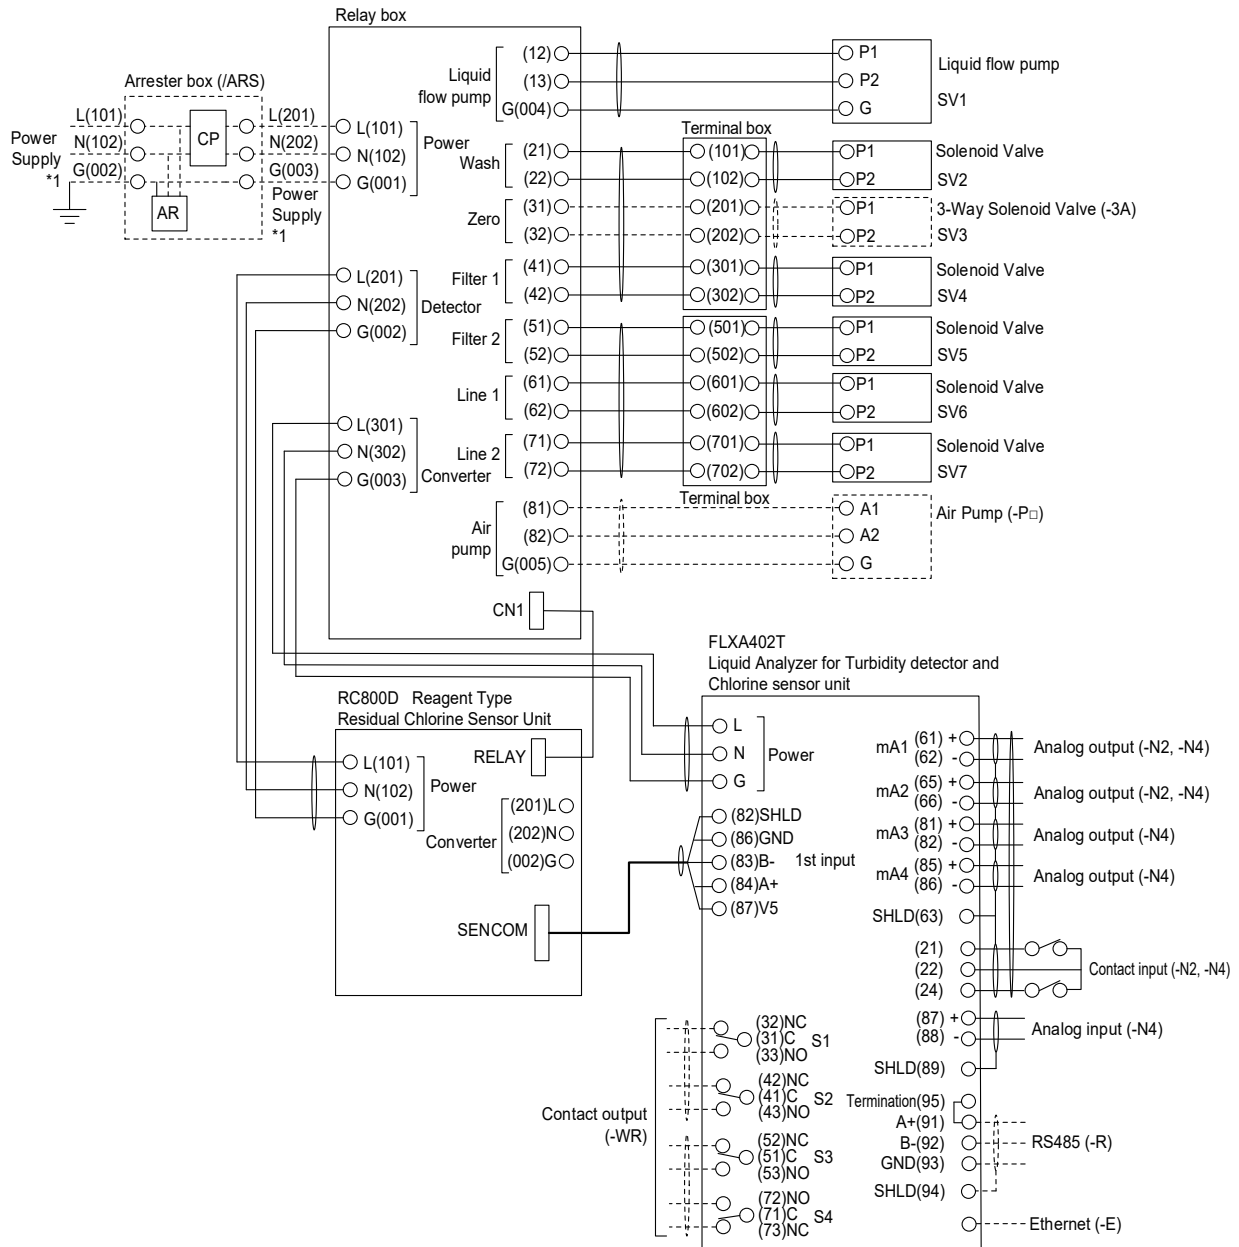 Relay box
Arrester box (/ARS)
L(101)
N(102)
G(002)
Power
Supply
*1
CP
AR
L(201)
N(202)
G(003)
Power
Supply
*1
L(101)
N(102)
G(001)
Power
L(201)
N(202)
G(002)
Detector
L(301)
N(302)
G(003)
Converter
Liquid
flow pump
(12)
(13)
G(004)
Wash
(21)
(22)
Zero
(31)
(32)
Filter 1
(41)
(42)
Filter 2
(51)
(52)
Line 1
(61)
(62)
Line 2
(71)
(72)
Air
pump
(81)
(82)
G(005)
CN1
Terminal box
(101)
(102)
(201)
(202)
(301)
(302)
(501)
(502)
(601)
(602)
(701)
(702)
Terminal box
P1
P2
G
Liquid flow pump
SV1
P1
P2
Solenoid Valve
SV2
P1
P2
3-Way Solenoid Valve (-3A)
SV3
P1
P2
Solenoid Valve
SV4
P1
P2
Solenoid Valve
SV5
P1
P2
Solenoid Valve
SV6
P1
P2
Solenoid Valve
SV7
A1
A2
G
Air Pump (-P□)
RC800D Reagent Type
Residual Chlorine Sensor Unit
L(101)
N(102)
G(001)
Power
RELAY
Converter
(201)L
(202)N
(002)G
SENCOM
FLXA402T
Liquid Analyzer for Turbidity detector and
Chlorine sensor unit
L
N
G
Power
(82)SHLD
(86)GND
(83)B-
(84)A+
(87)V5
1st input
mA1
(61) +
(62) -
Analog output (-N2, -N4)
mA2
(65) +
(66) -
Analog output (-N2, -N4)
mA3
(81) +
(82) -
Analog output (-N4)
mA4
(85) +
(86) -
Analog output (-N4)
SHLD(63)
(21)
(22)
(24)
Contact input (-N2, -N4)
(87) +
(88) -
Analog input (-N4)
SHLD(89)
Termination(95)
A+(91)
B-(92)
GND(93)
SHLD(94)
RS485 (-R)
Ethernet (-E)
Contact output
(-WR)
(32)NC
(31)C
(33)NO
S1
(42)NC
(41)C
(43)NO
S2
(52)NC
(51)C
(53)NO
S3
(72)NO
(71)C
(73)NC
S4